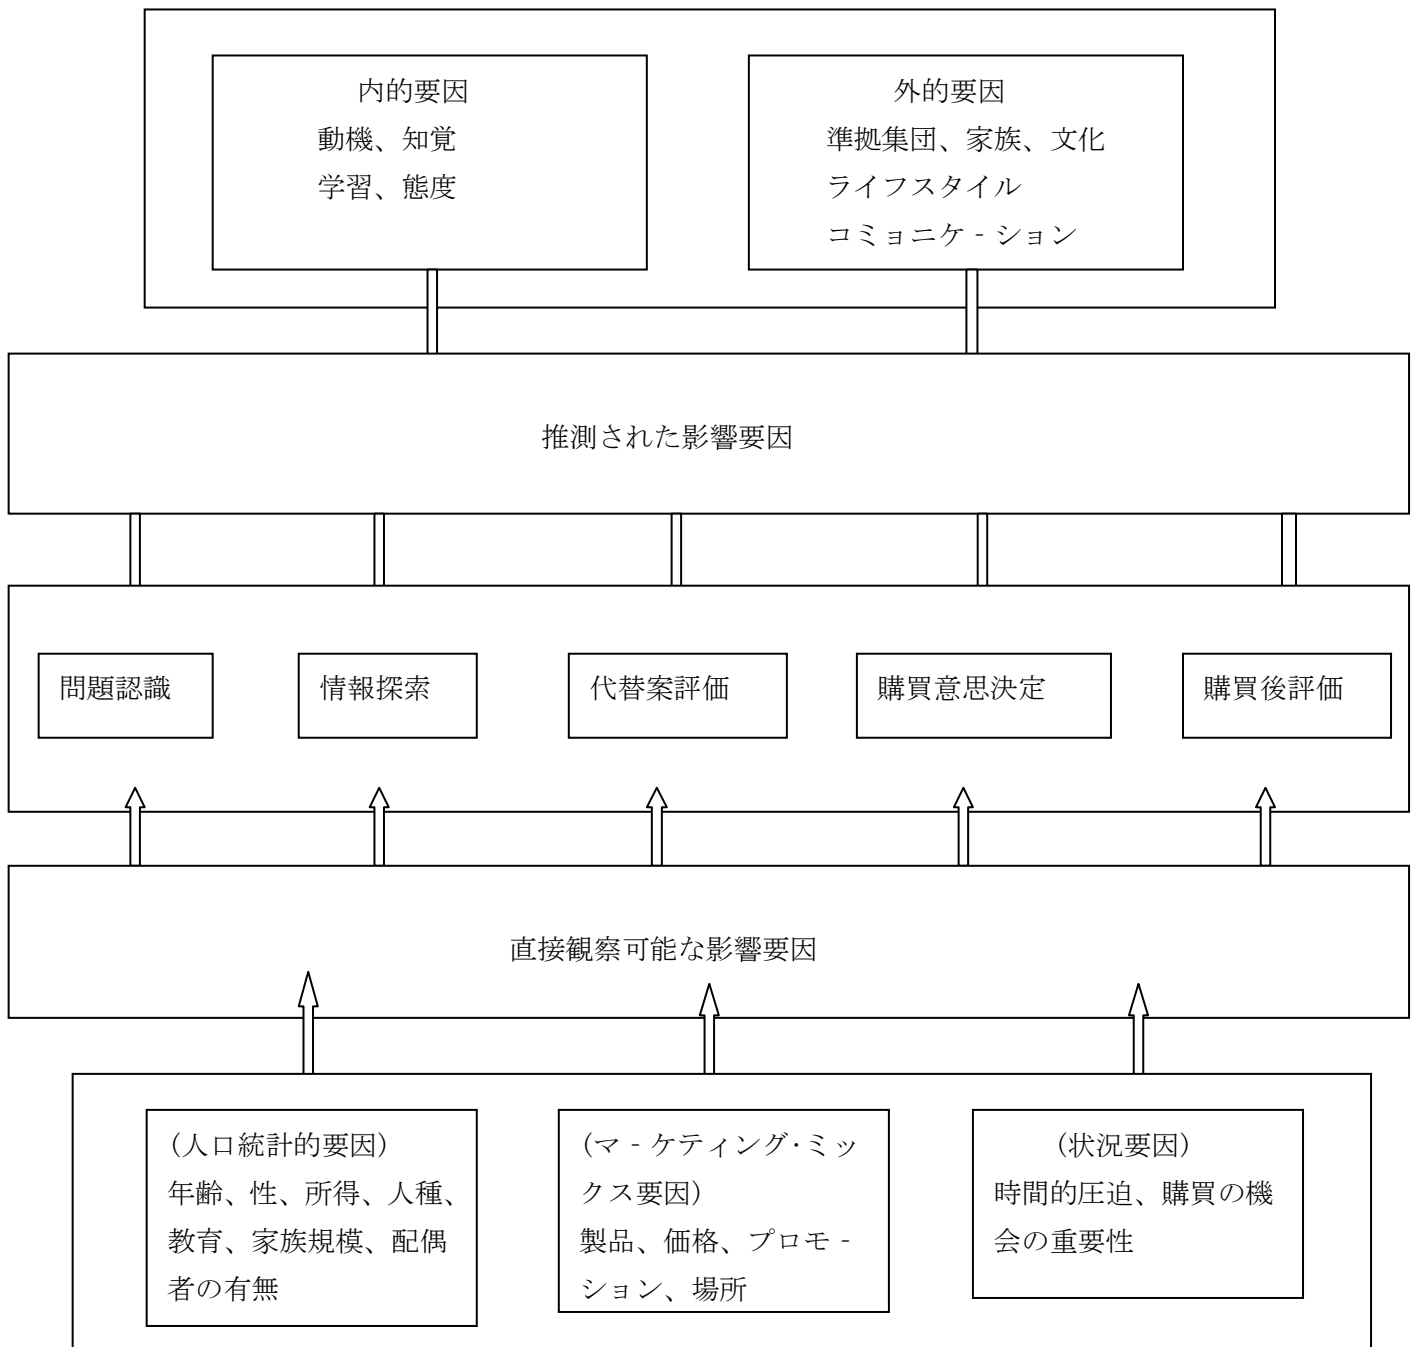 内的要因
動機、知覚
学習、態度
外的要因
準拠集団、家族、文化
ライフスタイル
コミョニケ‐ション
推測された影響要因
問題認識
情報探索
代替案評価
購買意思決定
購買後評価
直接観察可能な影響要因
(人口統計的要因)
年齢、性、所得、人種、
教育、家族規模、配偶
者の有無
(マ‐ケティング・ミッ
クス要因)
製品、価格、プロモ‐
ション、場所
(状況要因)
時間的圧迫、購買の機
会の重要性